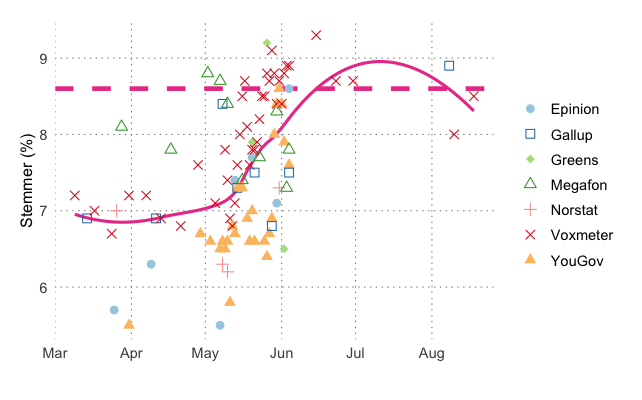 Stemmer (%)
9
8
7
6
Mar Apr May Jun Jul Aug
Epinion
Gallup
Greens
Megafon
Norstat
Voxmeter
YouGov